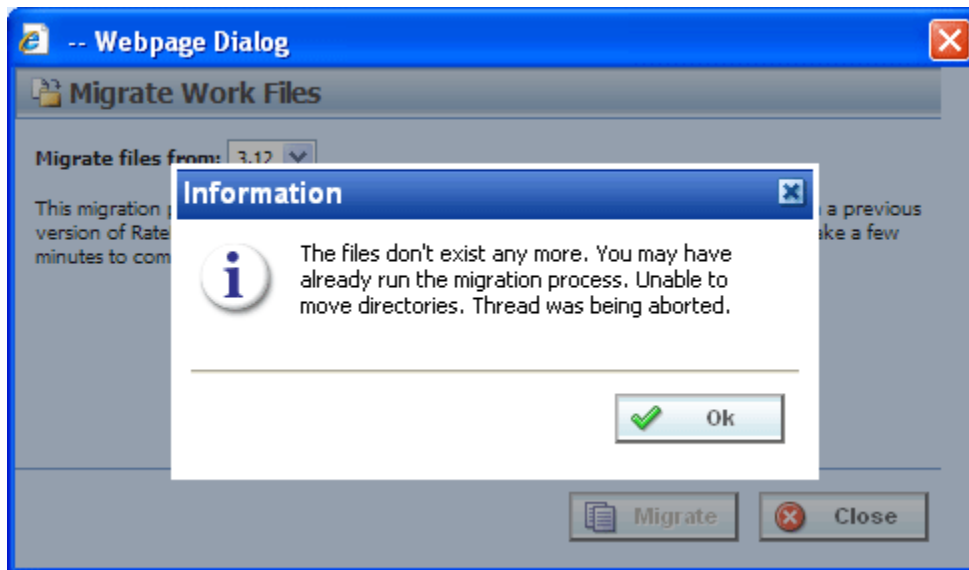 -- Webpage Dialog
Migrate Work Files
Migrate files from: 3.12
Information
This migration a previous
version of Rate a few
minutes to
The files don't exist any more. You may have
already run the migration process. Unable to
move directories. Thread was being aborted.
Ok
Migrate
Close